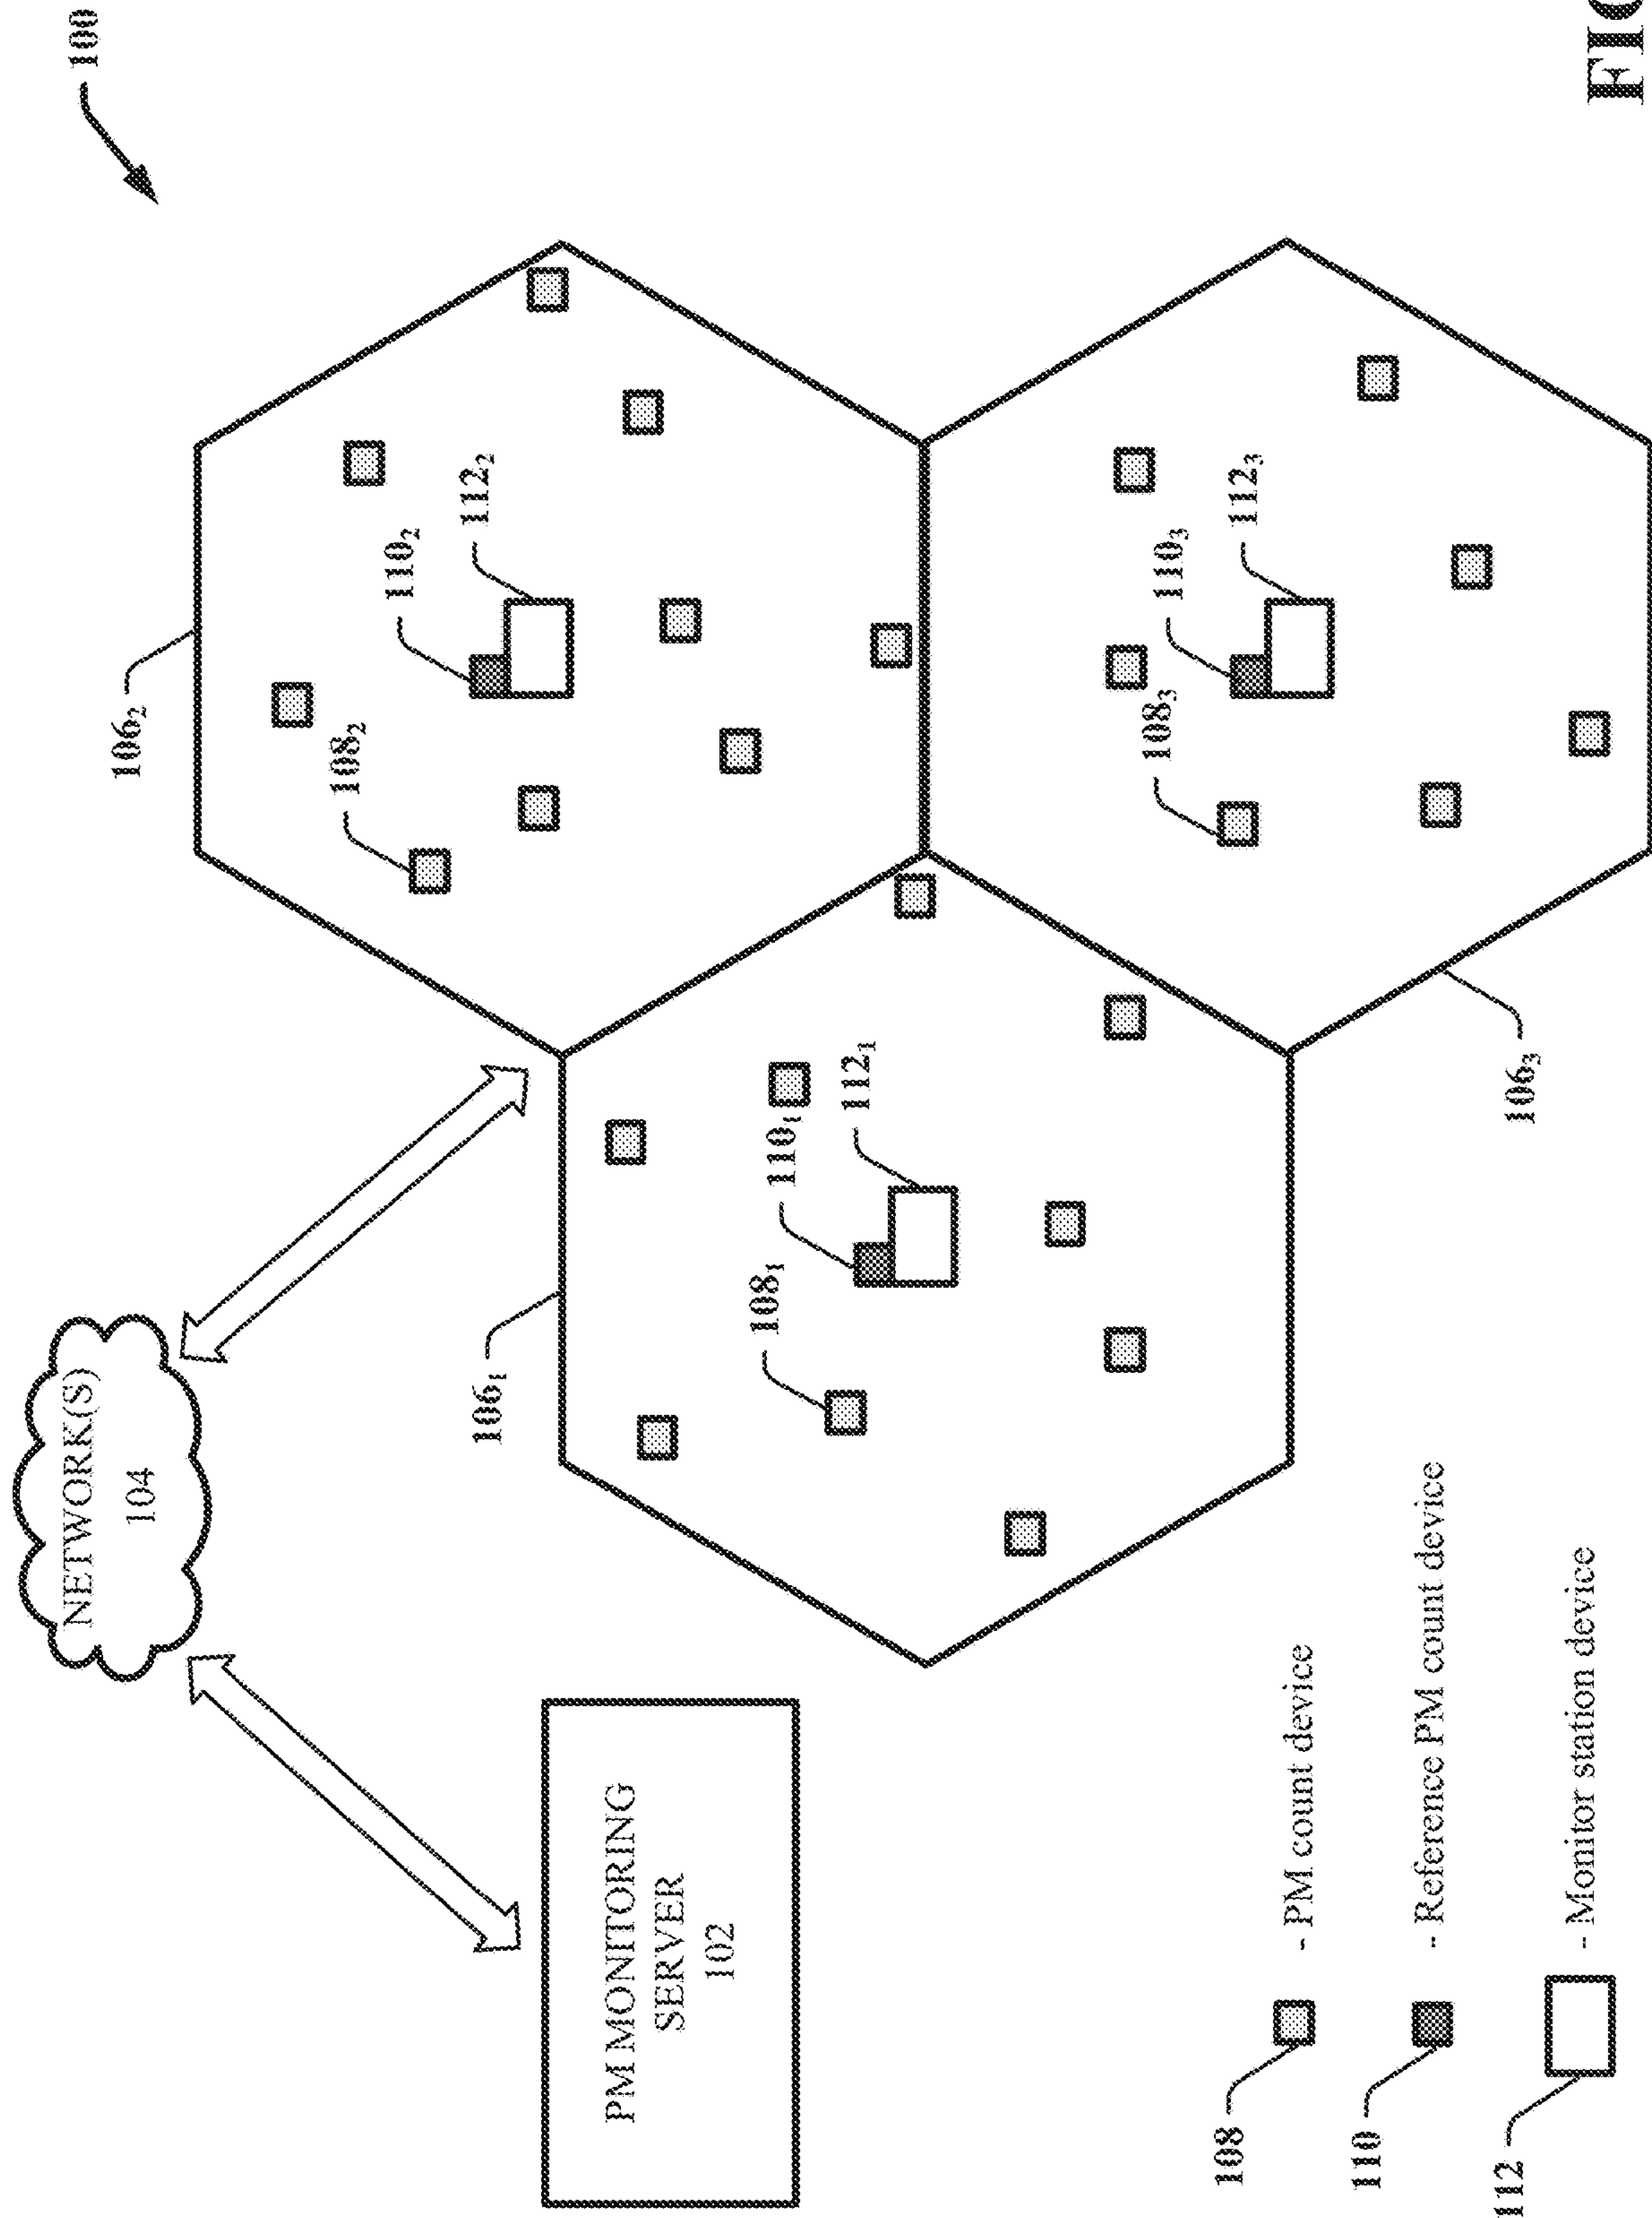 100
NETWORK(S)
104
PM MONITORING
SERVER
102
106₁
106₂
106₃
108₁
110₁
112₁
108₂
110₂
112₂
108₃
110₃
112₃
108 - PM count device
110 - Reference PM count device
112 - Monitor station device
FIG